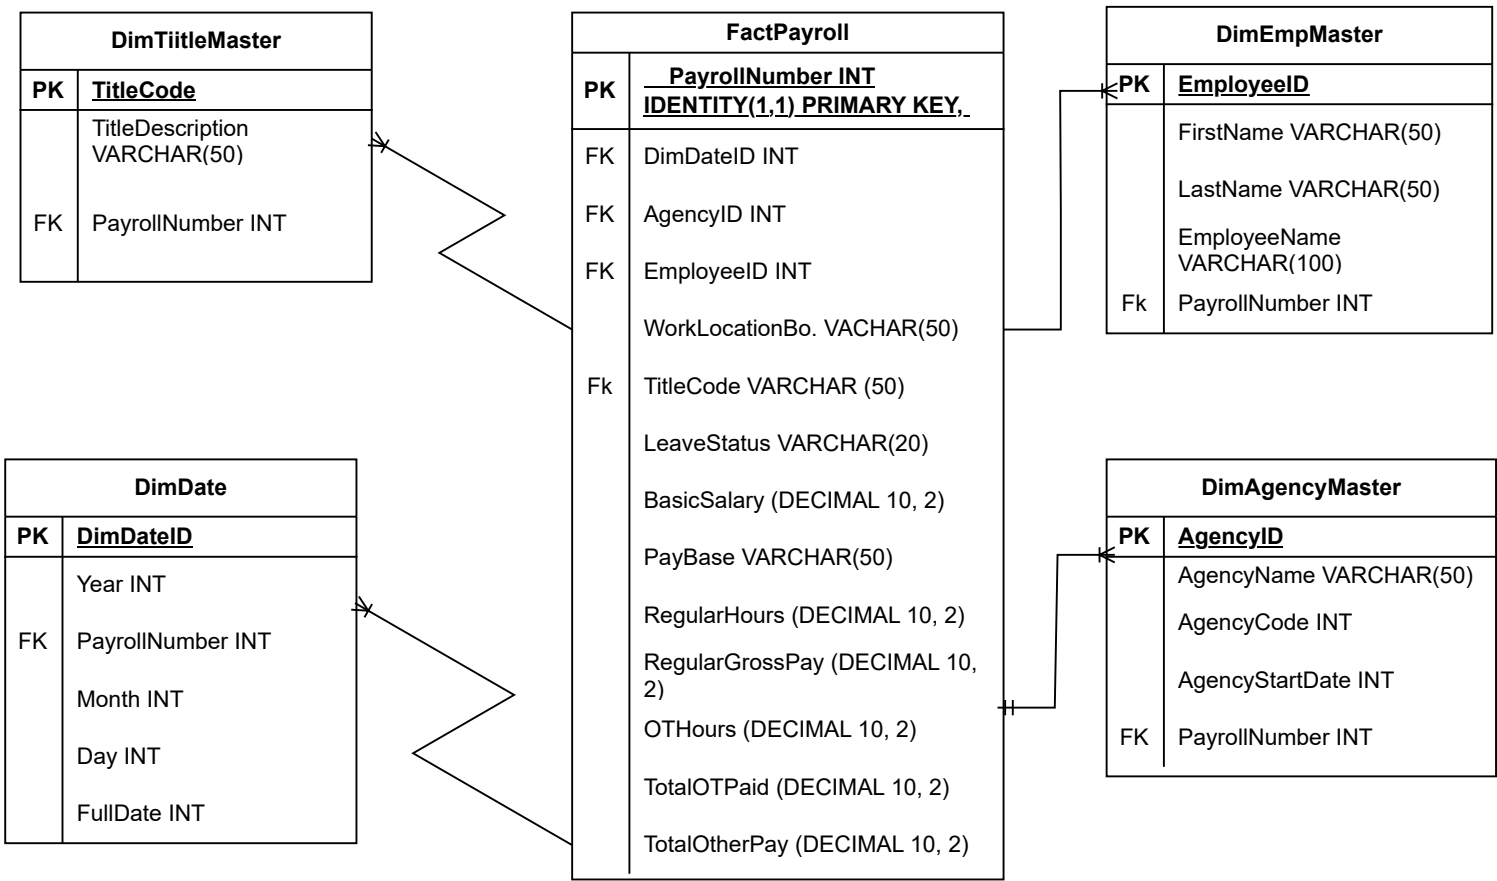 DimTiitleMaster
PK TitleCode
TitleDescription
VARCHAR(50)
FK PayrollNumber INT
FactPayroll
PK PayrollNumber INT
IDENTITY(1,1) PRIMARY KEY,
FK DimDateID INT
FK AgencyID INT
FK EmployeeID INT
WorkLocationBo. VACHAR(50)
Fk TitleCode VARCHAR (50)
LeaveStatus VARCHAR(20)
BasicSalary (DECIMAL 10, 2)
PayBase VARCHAR(50)
RegularHours (DECIMAL 10, 2)
RegularGrossPay (DECIMAL 10,
2)
OTHours (DECIMAL 10, 2)
TotalOTPaid (DECIMAL 10, 2)
TotalOtherPay (DECIMAL 10, 2)
DimEmpMaster
PK EmployeeID
FirstName VARCHAR(50)
LastName VARCHAR(50)
EmployeeName
VARCHAR(100)
Fk PayrollNumber INT
DimDate
PK DimDateID
Year INT
FK PayrollNumber INT
Month INT
Day INT
FullDate INT
DimAgencyMaster
PK AgencyID
AgencyName VARCHAR(50)
AgencyCode INT
AgencyStartDate INT
FK PayrollNumber INT